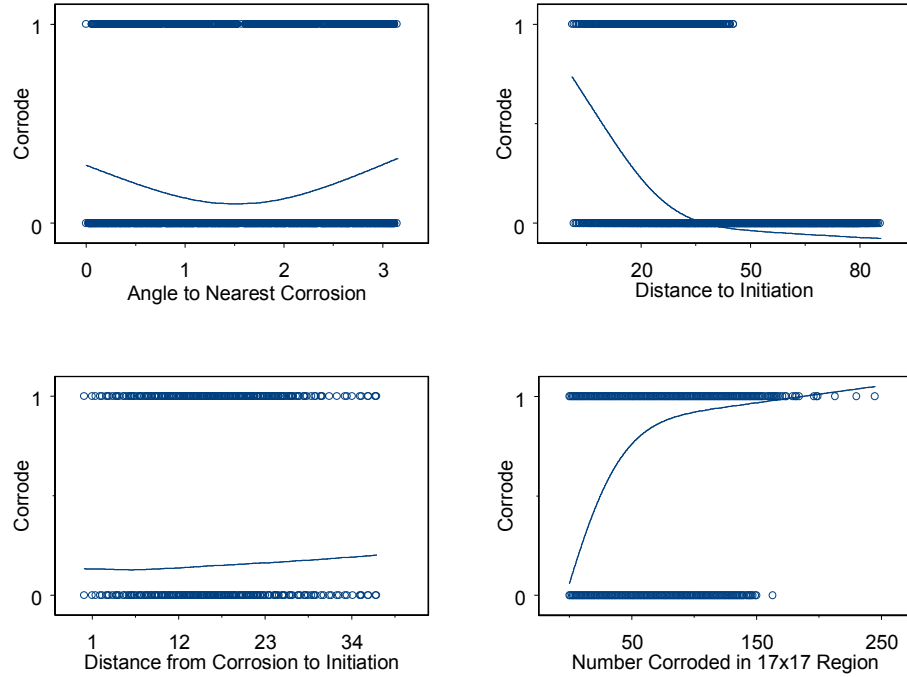 1
0
Corrode
0 1 2 3
Angle to Nearest Corrosion
1
0
Corrode
20 50 80
Distance to Initiation
1
0
Corrode
1 12 23 34
Distance from Corrosion to Initiation
1
0
Corrode
50 150 250
Number Corroded in 17x17 Region